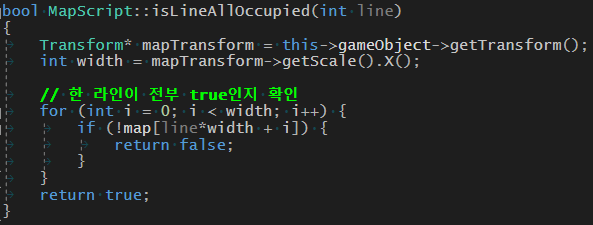 bool MapScript::isLineAllOccupied(int line)
{
    Transform* mapTransform = this->gameObject->getTransform();
    int width = mapTransform->getScale().X();

    // 한 라인이 전부 true인지 확인
    for (int i = 0; i < width; i++) {
        if (!map[line*width + i]) {
            return false;
        }
    }
    return true;
}